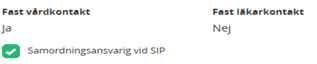 Fast vårdkontakt
Ja
Samordningsansvarig vid SIP
Fast läkarkontakt
Nej